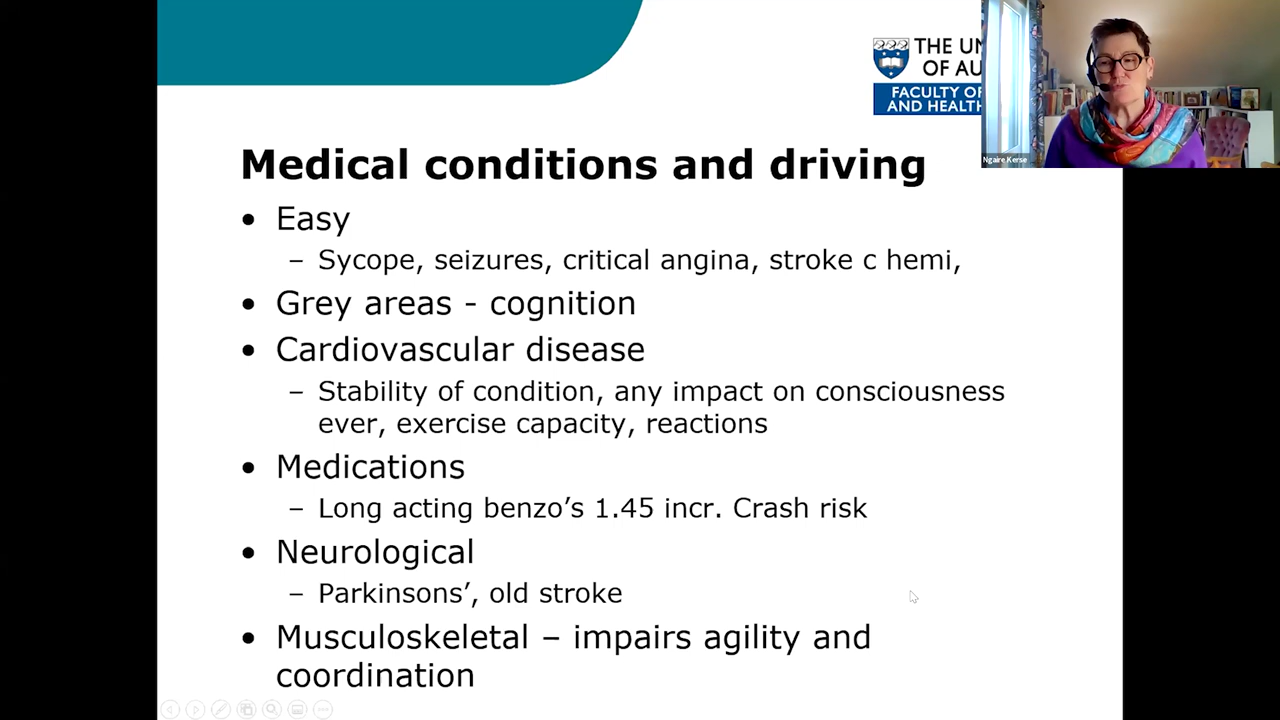 THE UN
OF AU
FACULTY OF
AND HEALTH
Ngaire Kerse
Medical conditions and driving
• Easy
– Sycope, seizures, critical angina, stroke c hemi,
• Grey areas - cognition
• Cardiovascular disease
– Stability of condition, any impact on consciousness
ever, exercise capacity, reactions
• Medications
– Long acting benzo’s 1.45 incr. Crash risk
• Neurological
– Parkinsons’, old stroke
• Musculoskeletal – impairs agility and
coordination